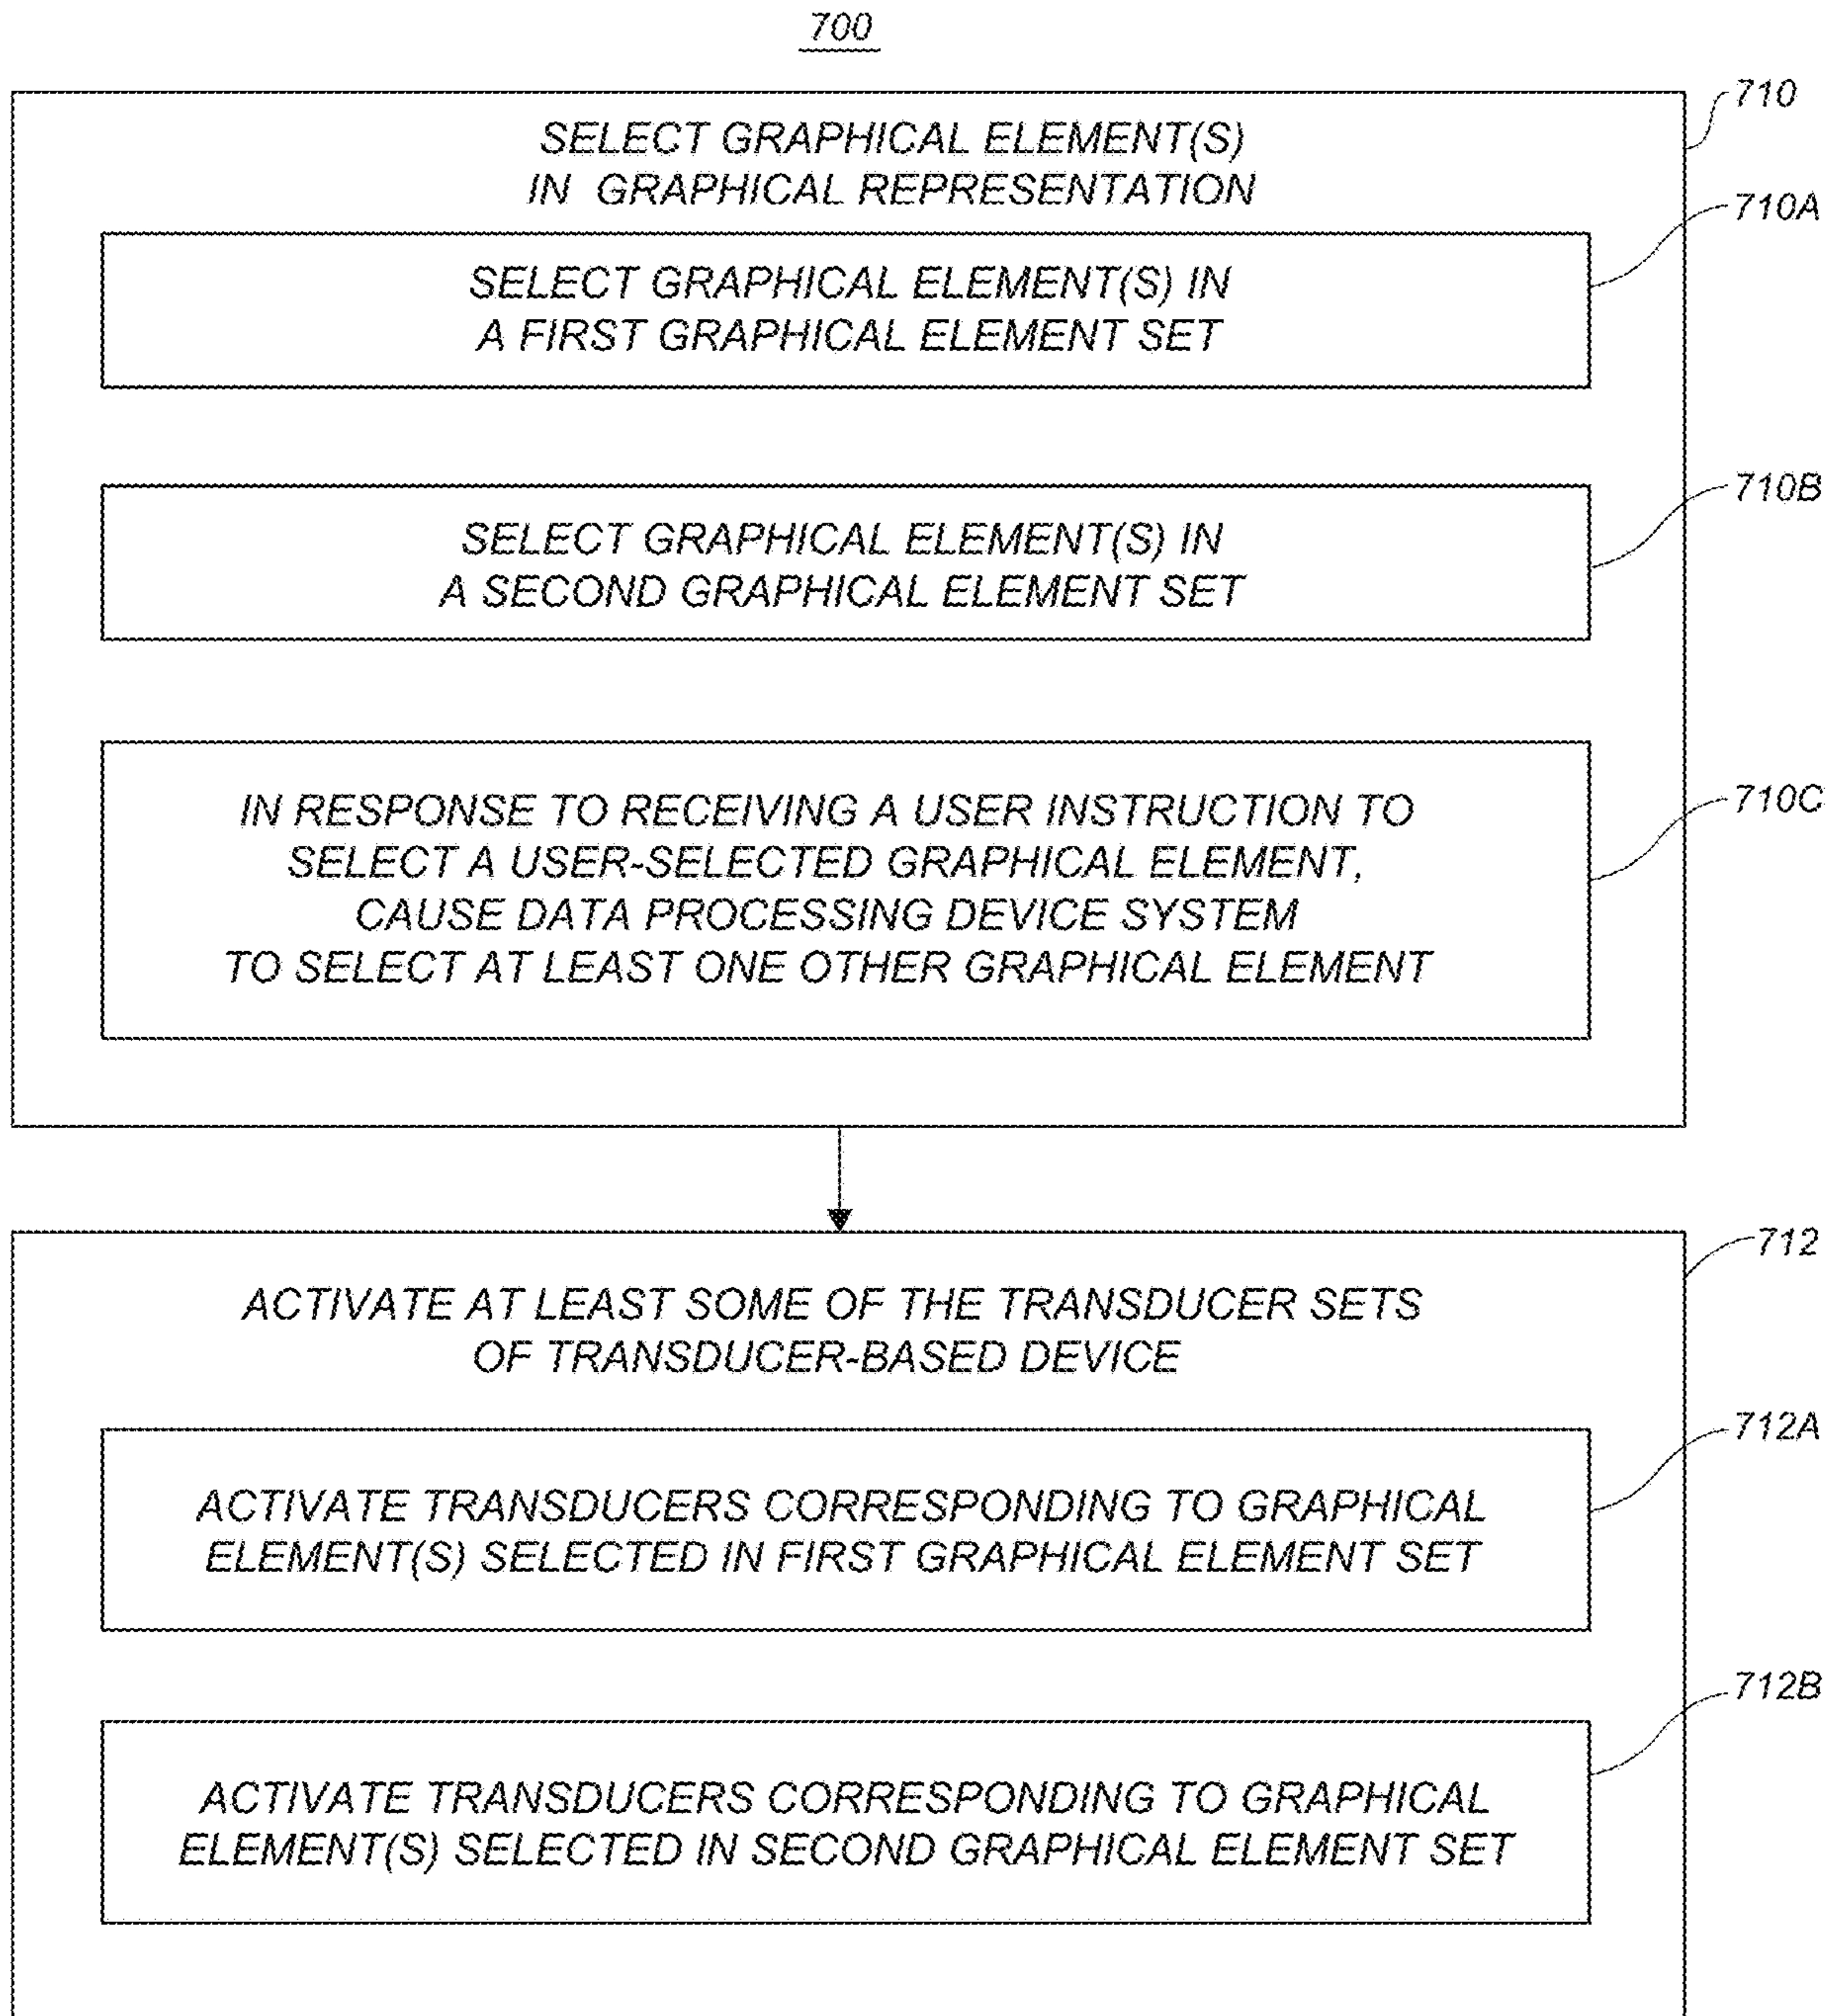 700
710
SELECT GRAPHICAL ELEMENT(S)
IN GRAPHICAL REPRESENTATION
710A
SELECT GRAPHICAL ELEMENT(S) IN
A FIRST GRAPHICAL ELEMENT SET
710B
SELECT GRAPHICAL ELEMENT(S) IN
A SECOND GRAPHICAL ELEMENT SET
710C
IN RESPONSE TO RECEIVING A USER INSTRUCTION TO
SELECT A USER-SELECTED GRAPHICAL ELEMENT,
CAUSE DATA PROCESSING DEVICE SYSTEM
TO SELECT AT LEAST ONE OTHER GRAPHICAL ELEMENT
712
ACTIVATE AT LEAST SOME OF THE TRANSDUCER SETS
OF TRANSDUCER-BASED DEVICE
712A
ACTIVATE TRANSDUCERS CORRESPONDING TO GRAPHICAL
ELEMENT(S) SELECTED IN FIRST GRAPHICAL ELEMENT SET
712B
ACTIVATE TRANSDUCERS CORRESPONDING TO GRAPHICAL
ELEMENT(S) SELECTED IN SECOND GRAPHICAL ELEMENT SET